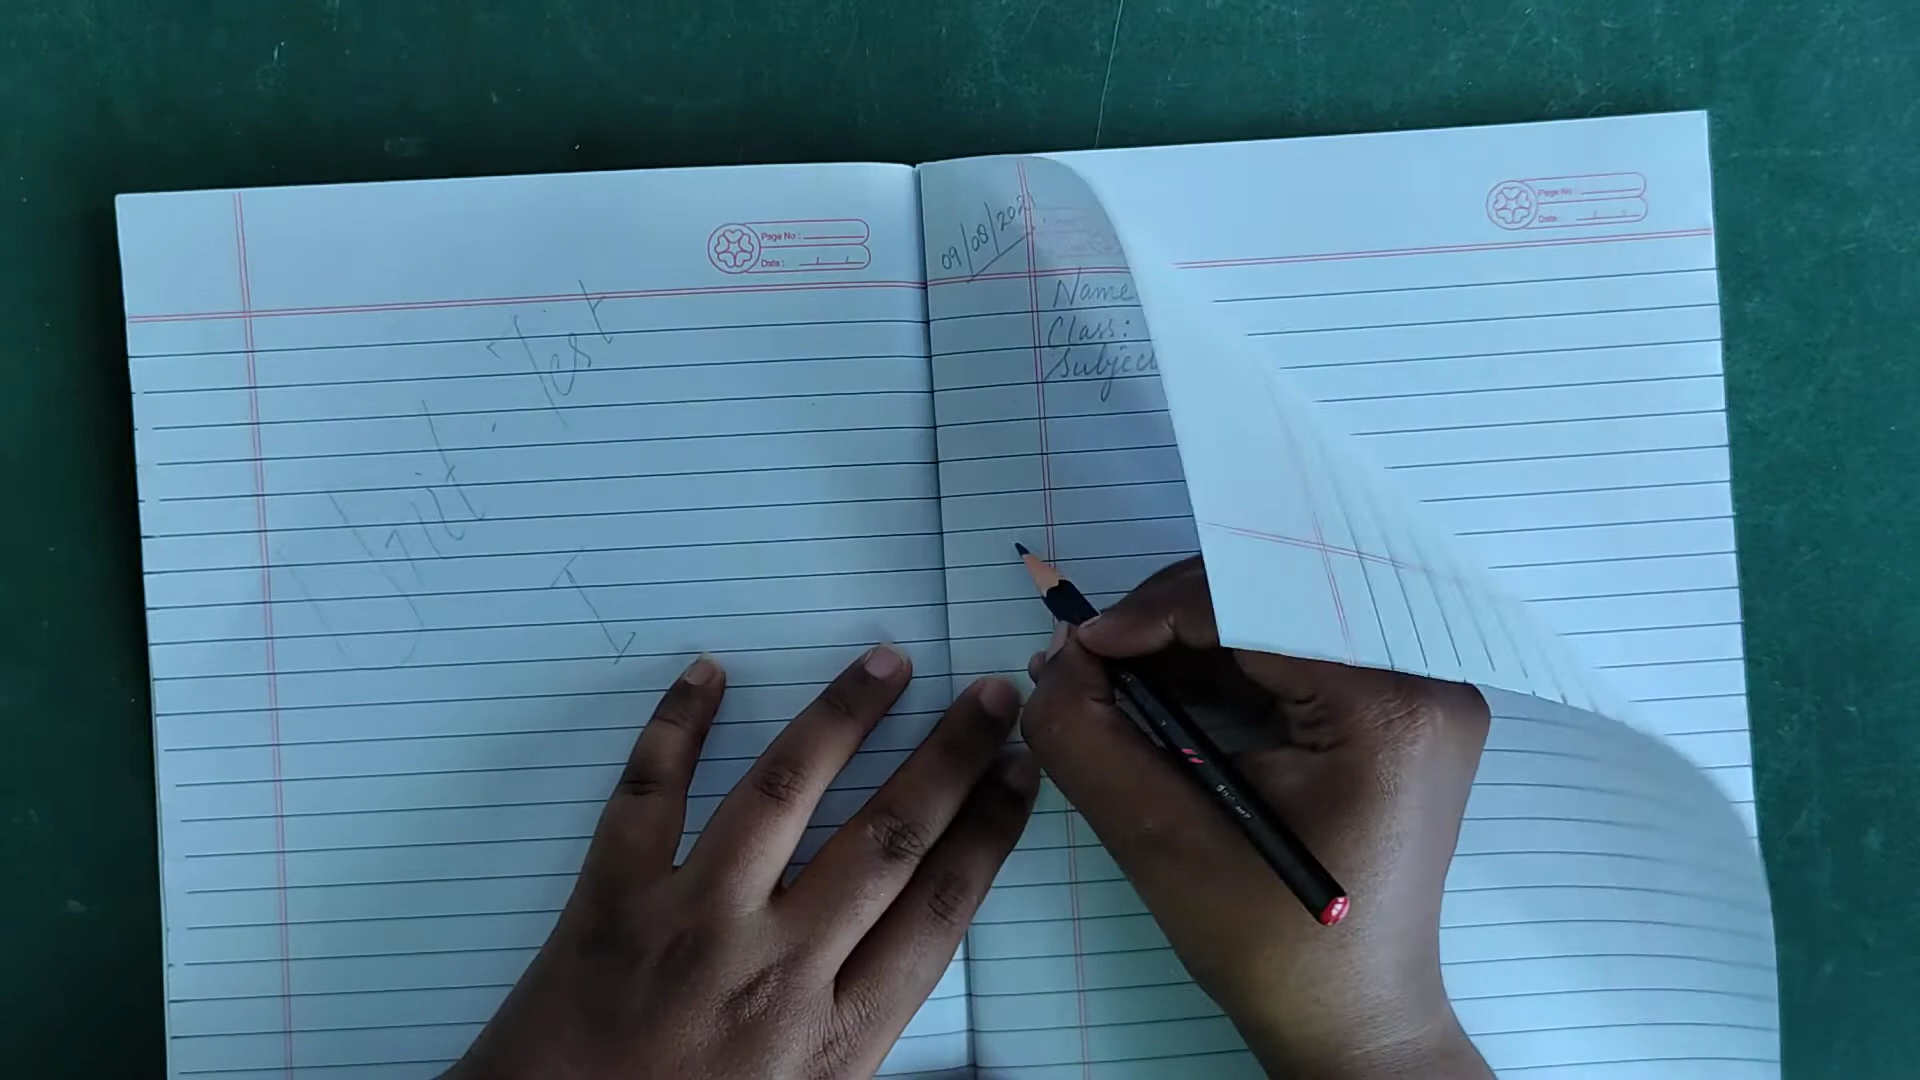 Page No :
Date :
Unit. Test
I
09/08/202
Name
Class:
Subject
Page No :
Date :